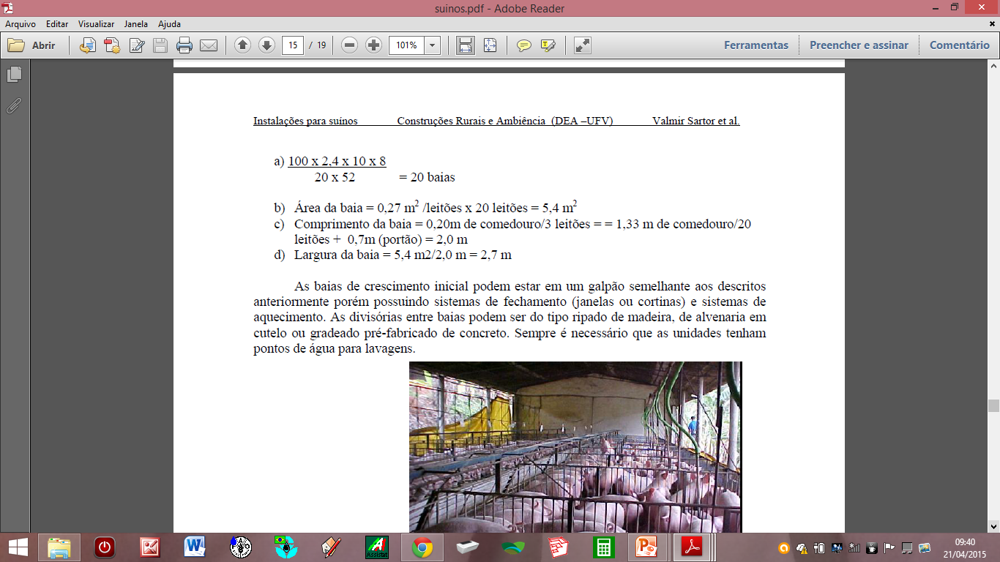 suinos.pdf - Adobe Reader
Arquivo Editar Visualizar Janela Ajuda
Abrir 15 / 19 101% Ferramentas Preencher e assinar Comentário
Instalações para suínos Construções Rurais e Ambiência (DEA –UFV) Valmir Sartor et al.
a) 100 x 2,4 x 10 x 8
20 x 52 = 20 baias
b) Área da baia = 0,27 m² /leitões x 20 leitões = 5,4 m²
c) Comprimento da baia = 0,20m de comedouro/3 leitões = = 1,33 m de comedouro/20
leitões + 0,7m (portão) = 2,0 m
d) Largura da baia = 5,4 m2/2,0 m = 2,7 m
As baias de crescimento inicial podem estar em um galpão semelhante aos descritos
anteriormente porém possuindo sistemas de fechamento (janelas ou cortinas) e sistemas de
aquecimento. As divisórias entre baias podem ser do tipo ripado de madeira, de alvenaria em
cutelo ou gradeado pré-fabricado de concreto. Sempre é necessário que as unidades tenham
pontos de água para lavagens.
Assistat
09:40
21/04/2015